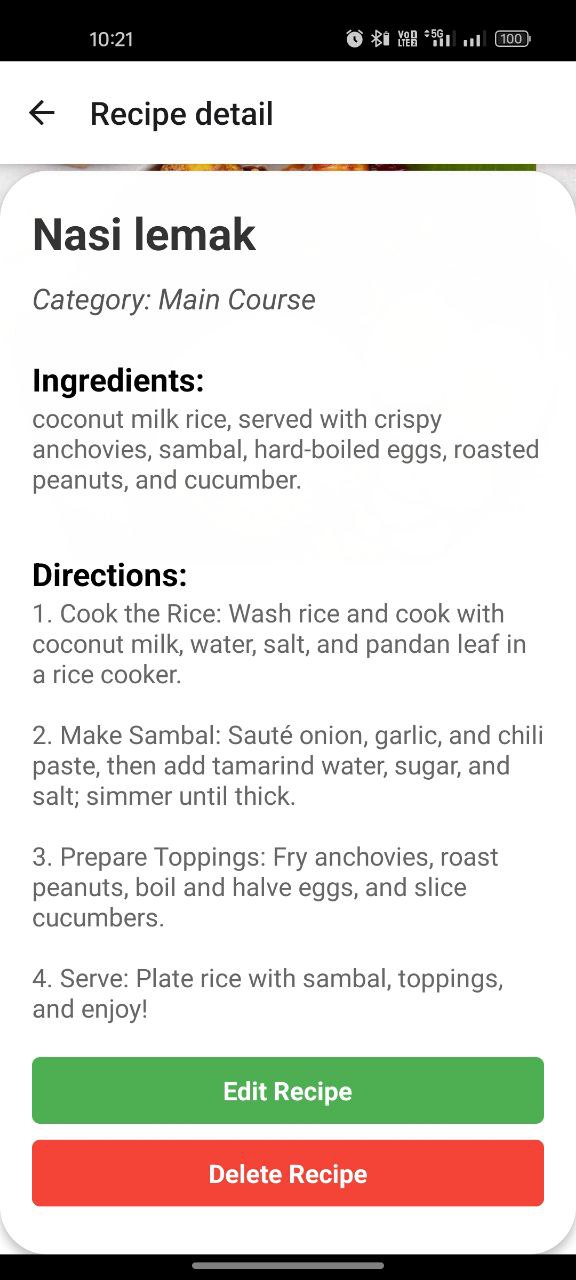 10:21
VoD
LTE2
5G
100
Recipe detail
Nasi lemak
Category: Main Course
Ingredients:
coconut milk rice, served with crispy
anchovies, sambal, hard-boiled eggs, roasted
peanuts, and cucumber.
Directions:
1. Cook the Rice: Wash rice and cook with
coconut milk, water, salt, and pandan leaf in
a rice cooker.
2. Make Sambal: Sauté onion, garlic, and chili
paste, then add tamarind water, sugar, and
salt; simmer until thick.
3. Prepare Toppings: Fry anchovies, roast
peanuts, boil and halve eggs, and slice
cucumbers.
4. Serve: Plate rice with sambal, toppings,
and enjoy!
Edit Recipe
Delete Recipe